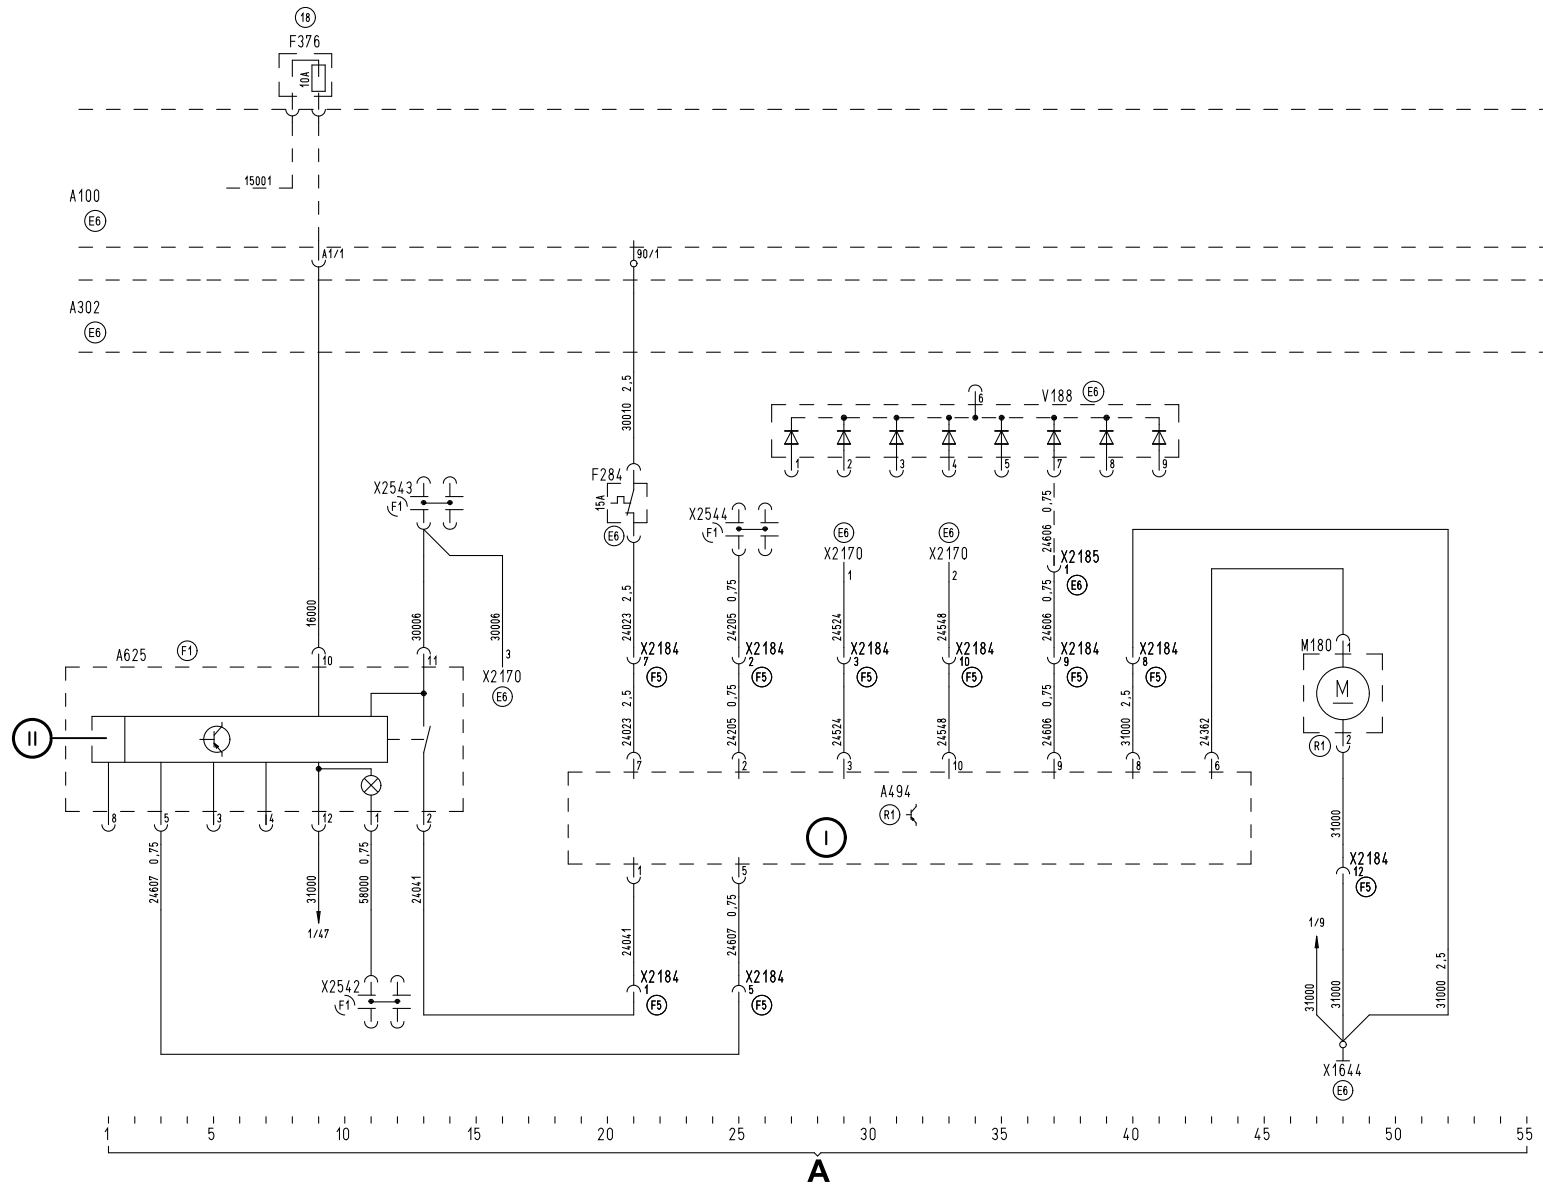 18
F376
10A
15001
A100
E6
A1/1
90/1
A302
E6
30010 2,5
6
V188 E6
1 2 3 4 5 7 8 9
X2543
F1
F284
15A
E6
X2544
F1
E6
X2170
1
E6
X2170
2
24606 0,75
X2185
1
E6
16000
30006
30006
3
X2170
E6
24023 2,5
24205 0,75
24524
24548
24606 0,75
X2184
7
F5
X2184
2
F5
X2184
3
F5
X2184
10
F5
X2184
9
F5
X2184
8
F5
M180
1
M
2
R1
A625 F1
10
11
II
24023 2,5
24205 0,75
24524
24548
24606 0,75
31000 2,5
24362
7 2 3 10 9 8 6
A494
R1
I
8 5 3 4 12 1 2
24607 0,75
31000
1/47
58000 0,75
24041
1 5
24041
24607 0,75
31000
X2184
12
F5
X2542
F1
X2184
1
F5
X2184
5
F5
1/9
31000
31000
31000 2,5
X1644
E6
1 5 10 15 20 25 30 35 40 45 50 55
A